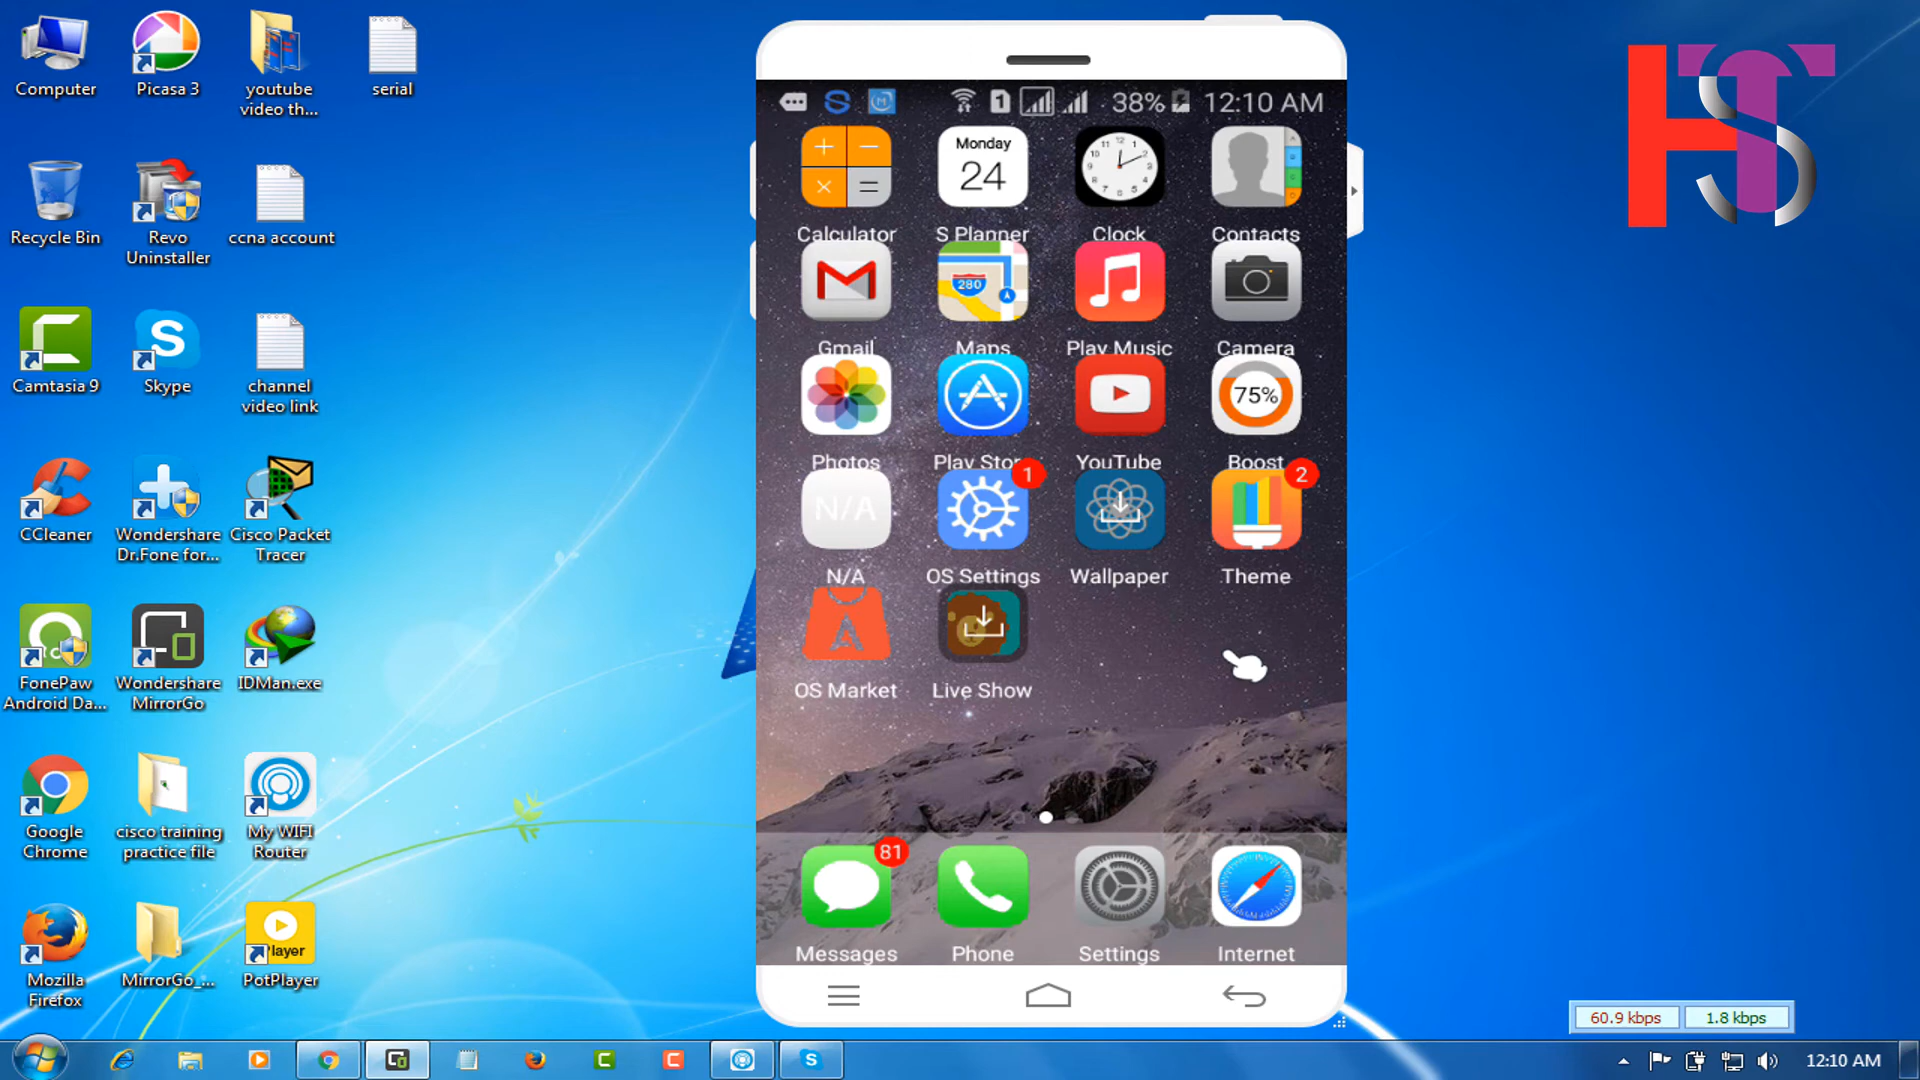 Computer
Picasa 3
youtube
video th...
serial
Recycle Bin
Revo
Uninstaller
ccna account
Camtasia 9
Skype
channel
video link
CCleaner
Wondershare
Dr.Fone for...
Cisco Packet
Tracer
FonePaw
Android Da...
Wondershare
MirrorGo
IDMan.exe
Google
Chrome
cisco training
practice file
My WIFI
Router
Mozilla
Firefox
MirrorGo_...
Player
PotPlayer
1
38%
12:10 AM
Monday
24
Calculator
S Planner
Clock
Contacts
280
Gmail
Maps
Play Music
Camera
75%
Photos
Play Stor
YouTube
Boost
1
2
N/A
N/A
OS Settings
Wallpaper
Theme
OS Market
Live Show
81
Messages
Phone
Settings
Internet
HTS
60.9 kbps
1.8 kbps
12:10 AM